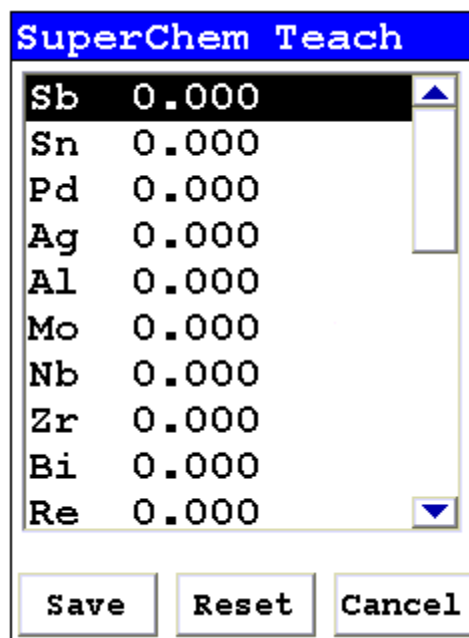 SuperChem Teach
Sb 0.000
Sn 0.000
Pd 0.000
Ag 0.000
Al 0.000
Mo 0.000
Nb 0.000
Zr 0.000
Bi 0.000
Re 0.000
Save Reset Cancel